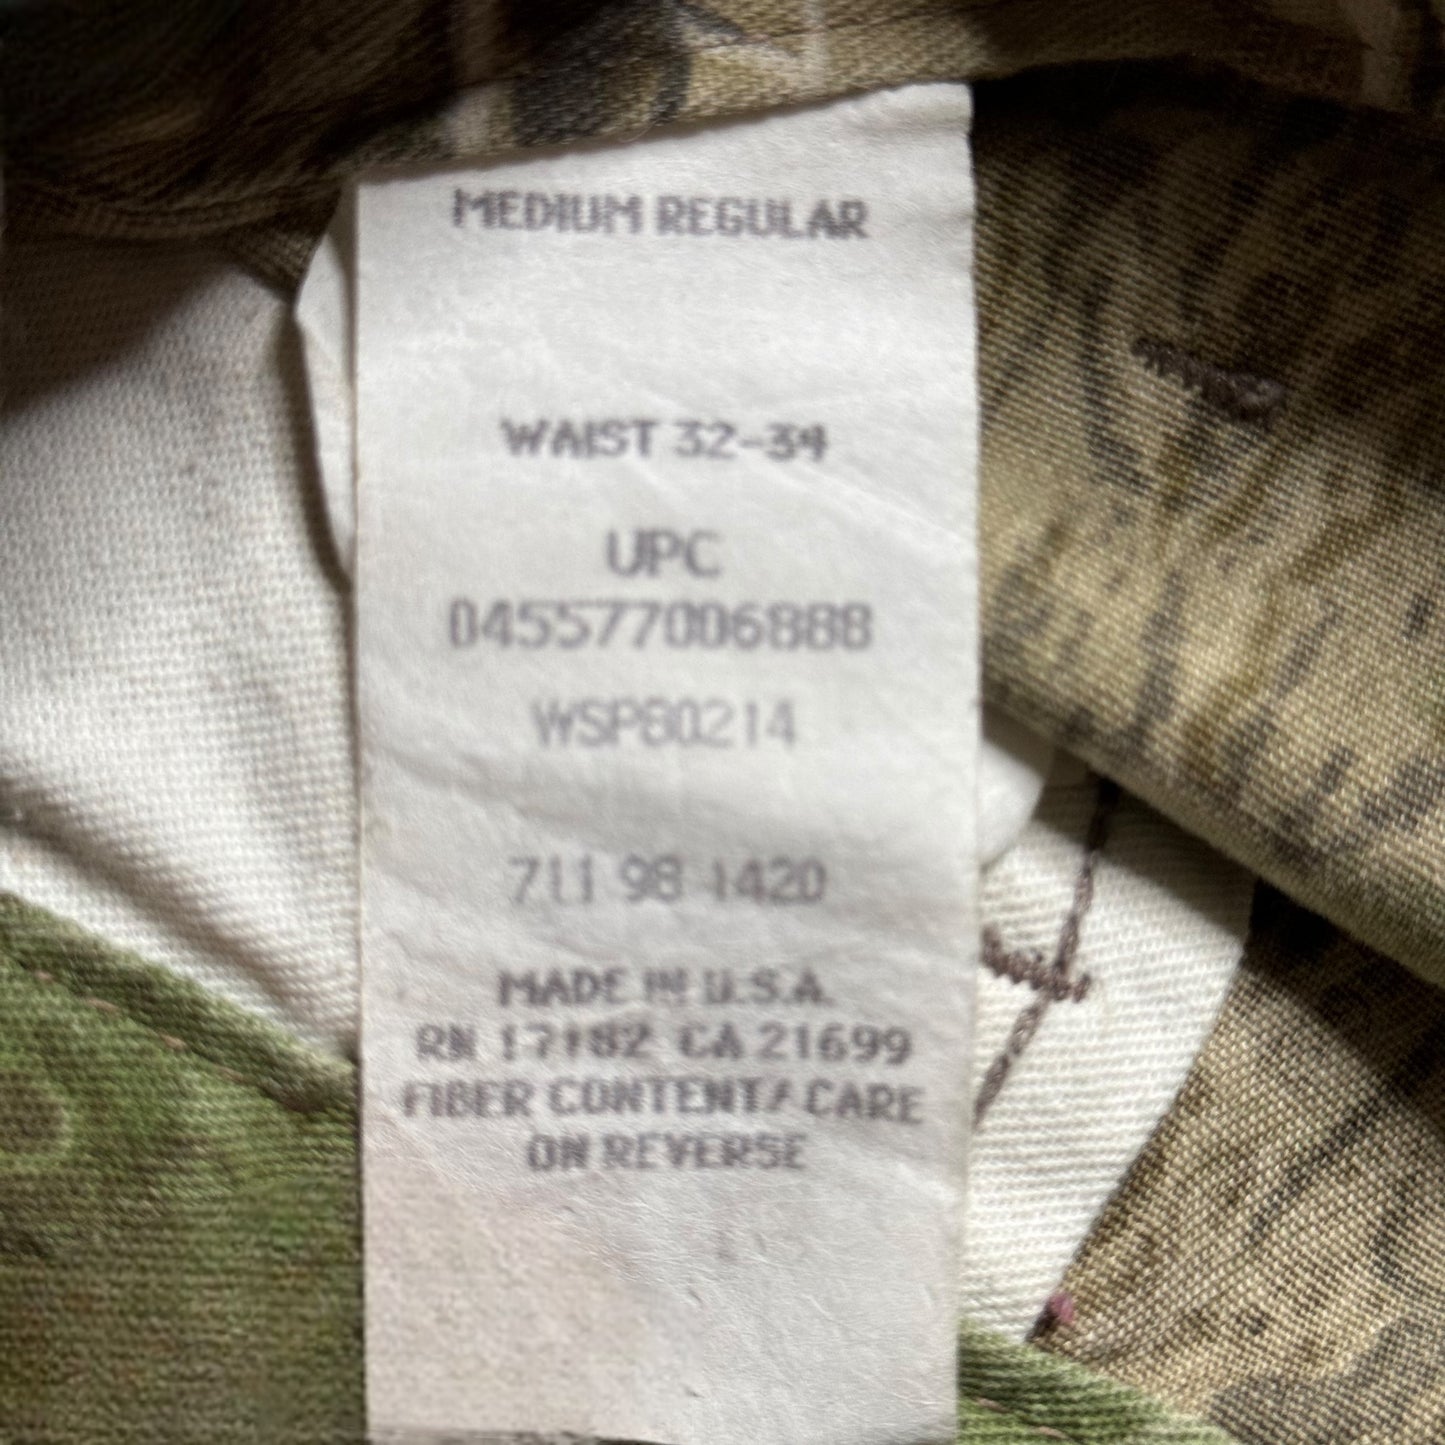 MEDIUM REGULAR
WAIST 32-34
UPC
045577006888
WSP80214
711 98 1420
MADE IN U.S.A.
RN 17182 CA 21699
FIBER CONTENT/ CARE
ON REVERSE